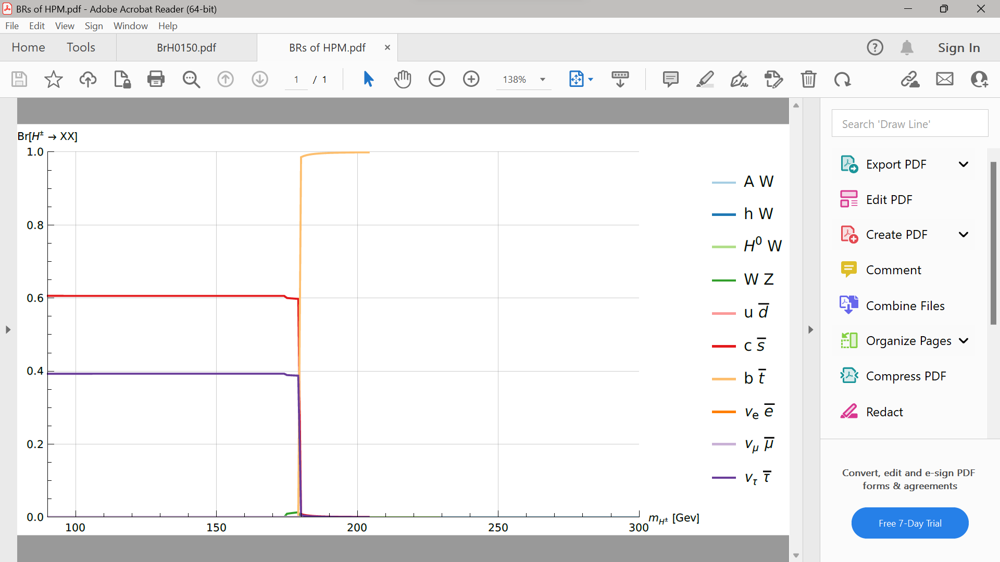 BRs of HPM.pdf - Adobe Acrobat Reader (64-bit)
File Edit View Sign Window Help
Home Tools BrH0150.pdf BRs of HPM.pdf × Sign In
1 / 1 138%
Search 'Draw Line'
Export PDF
Edit PDF
Create PDF
Comment
Combine Files
Organize Pages
Compress PDF
Redact
Convert, edit and e-sign PDF
forms & agreements
Free 7-Day Trial
Br[H± → XX]
1.0
0.8
0.6
0.4
0.2
0.0
100 150 200 250 300
m_H± [Gev]
A W
h W
H⁰ W
W Z
u d̅
c s̅
b t̅
νe e̅
νμ μ̅
ντ τ̅